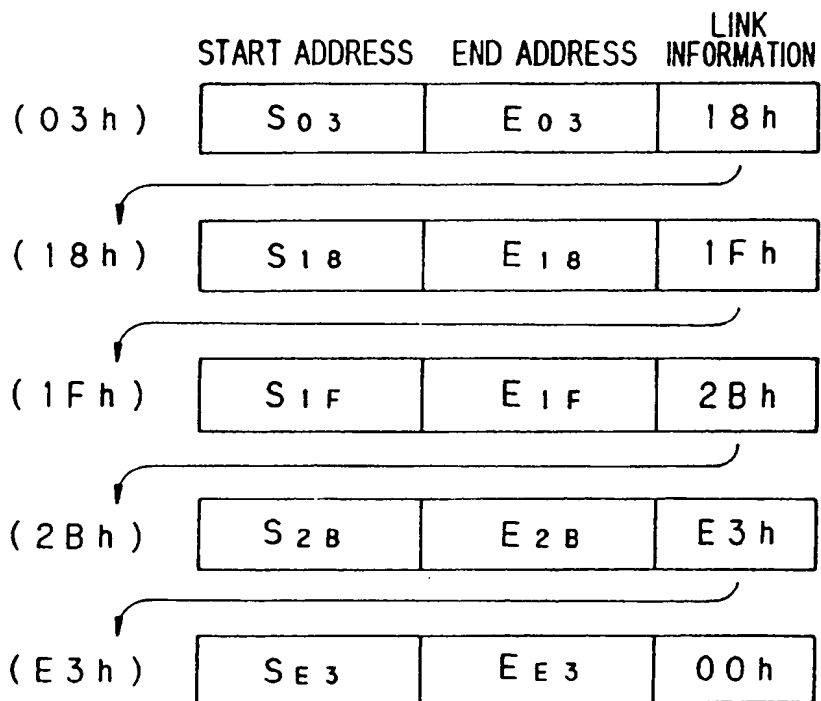 START ADDRESS END ADDRESS LINK INFORMATION
(03h) S03 E03 18h
(18h) S18 E18 1Fh
(1Fh) S1F E1F 2Bh
(2Bh) S2B E2B E3h
(E3h) SE3 EE3 00h